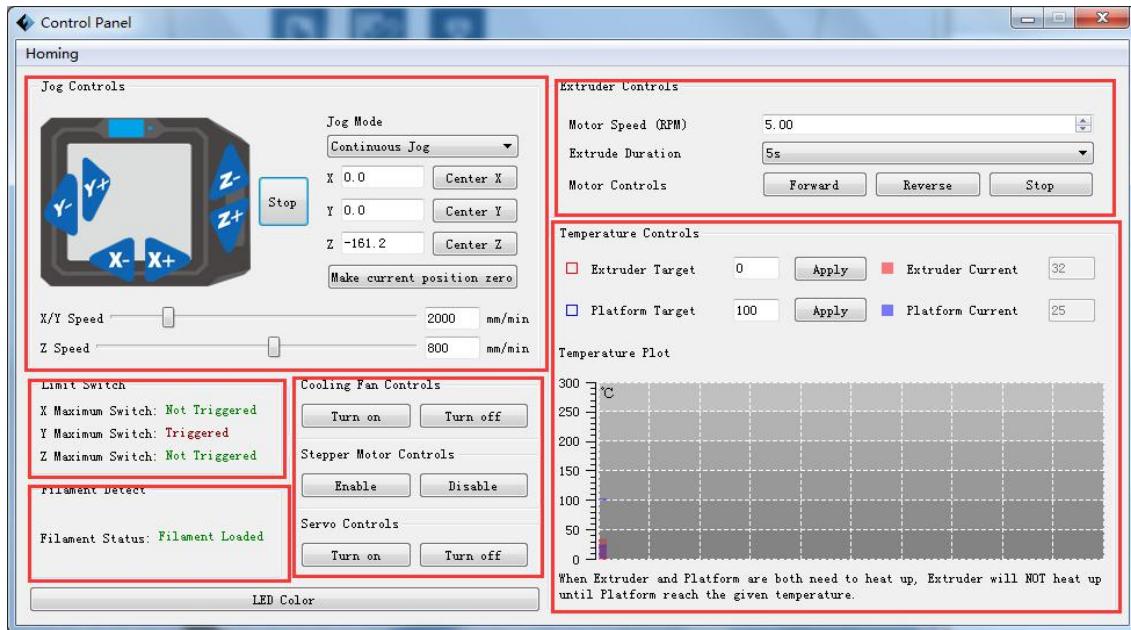 Control Panel
Homing
Jog Controls
Y-
Y+
Z-
Z+
X-
X+
Stop
Jog Mode
Continuous Jog
X 0.0 Center X
Y 0.0 Center Y
Z -161.2 Center Z
Make current position zero
X/Y Speed 2000 mm/min
Z Speed 800 mm/min
Extruder Controls
Motor Speed (RPM) 5.00
Extrude Duration 5s
Motor Controls Forward Reverse Stop
Limit Switch
X Maximum Switch: Not Triggered
Y Maximum Switch: Triggered
Z Maximum Switch: Not Triggered
Filament Detect
Filament Status: Filament Loaded
Cooling Fan Controls
Turn on Turn off
Stepper Motor Controls
Enable Disable
Servo Controls
Turn on Turn off
LED Color
Temperature Controls
Extruder Target 0 Apply Extruder Current 32
Platform Target 100 Apply Platform Current 25
Temperature Plot
℃
300
250
200
150
100
50
0
When Extruder and Platform are both need to heat up, Extruder will NOT heat up
until Platform reach the given temperature.